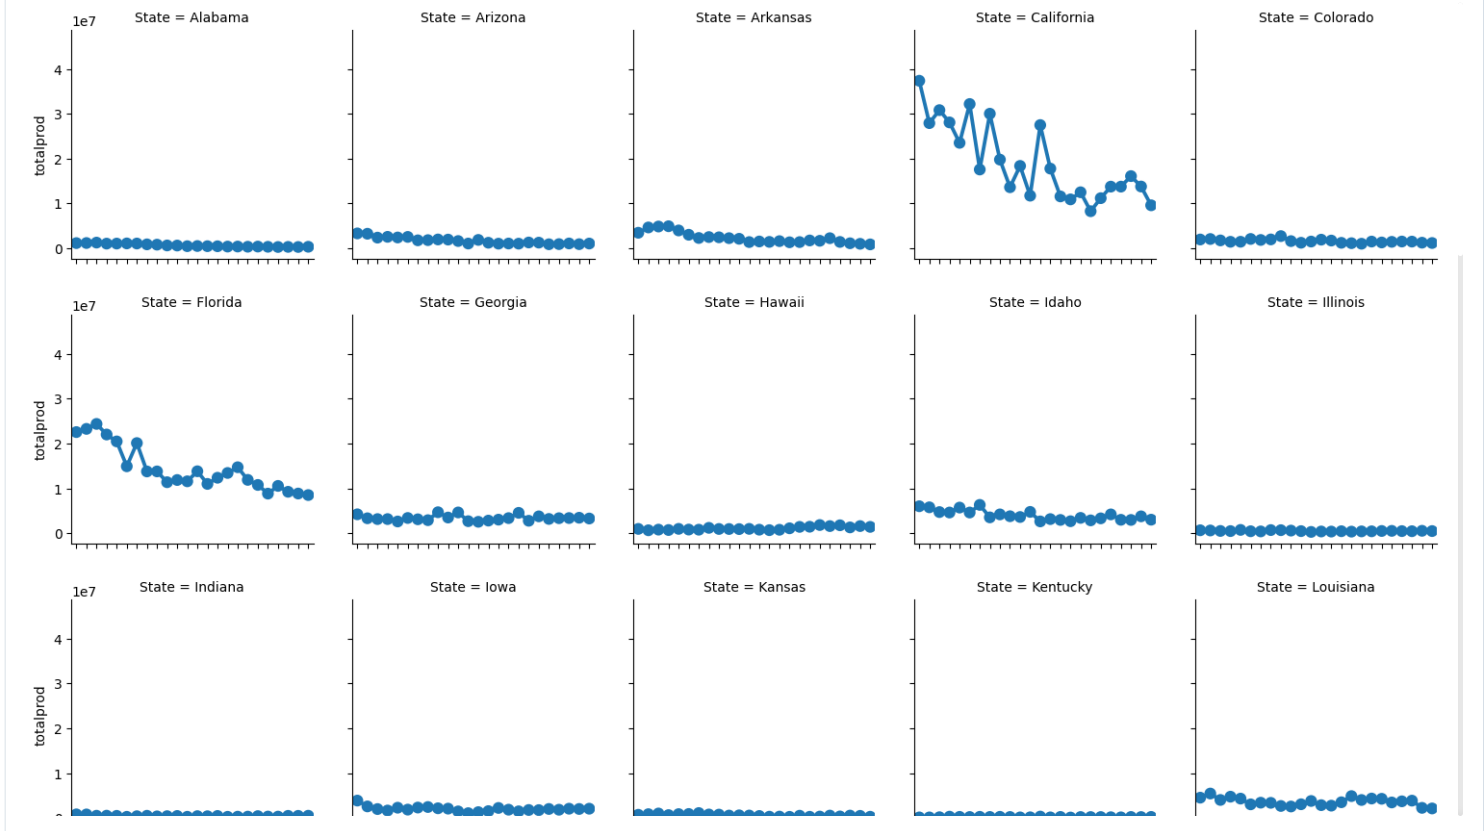 State = Alabama State = Arizona State = Arkansas State = California State = Colorado
1e7
4
3
2
1
0
totalprod
State = Florida State = Georgia State = Hawaii State = Idaho State = Illinois
1e7
4
3
2
1
0
totalprod
State = Indiana State = Iowa State = Kansas State = Kentucky State = Louisiana
1e7
4
3
2
1
totalprod